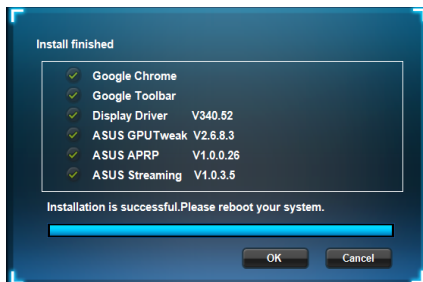 Install finished
Google Chrome
Google Toolbar
Display Driver V340.52
ASUS GPUTweak V2.6.8.3
ASUS APRP V1.0.0.26
ASUS Streaming V1.0.3.5
Installation is successful.Please reboot your system.
OK Cancel